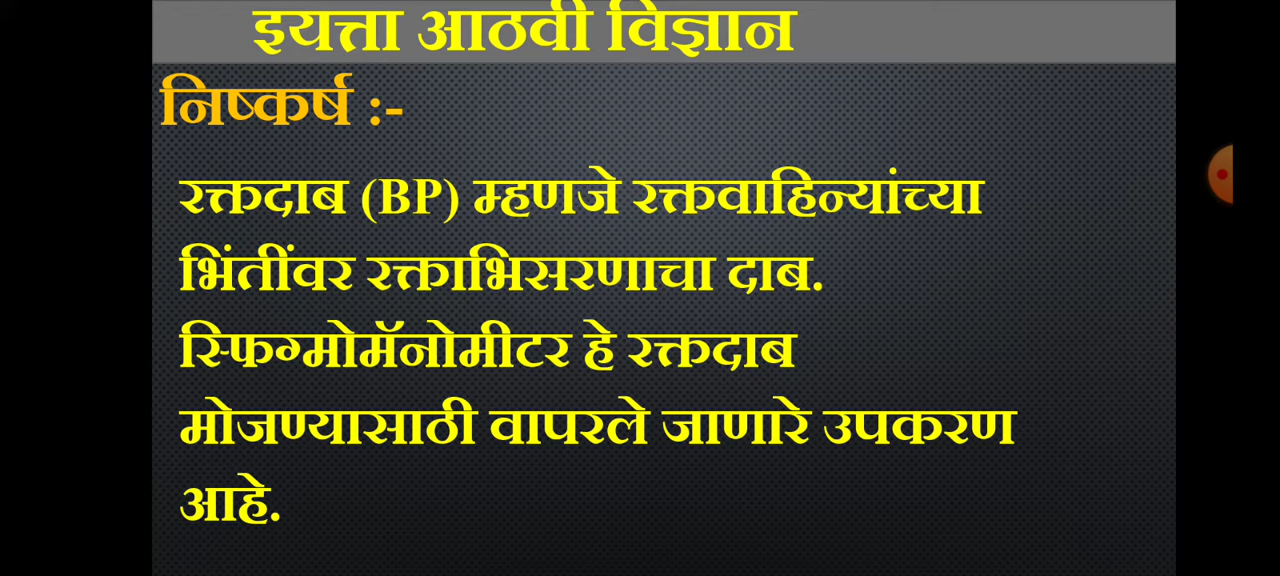 इयत्ता आठवी विज्ञान
निष्कर्ष :-
रक्तदाब (BP) म्हणजे रक्तवाहिन्यांच्या
भिंतींवर रक्ताभिसरणाचा दाब.
स्फिग्मोमॅनोमीटर हे रक्तदाब
मोजण्यासाठी वापरले जाणारे उपकरण
आहे.